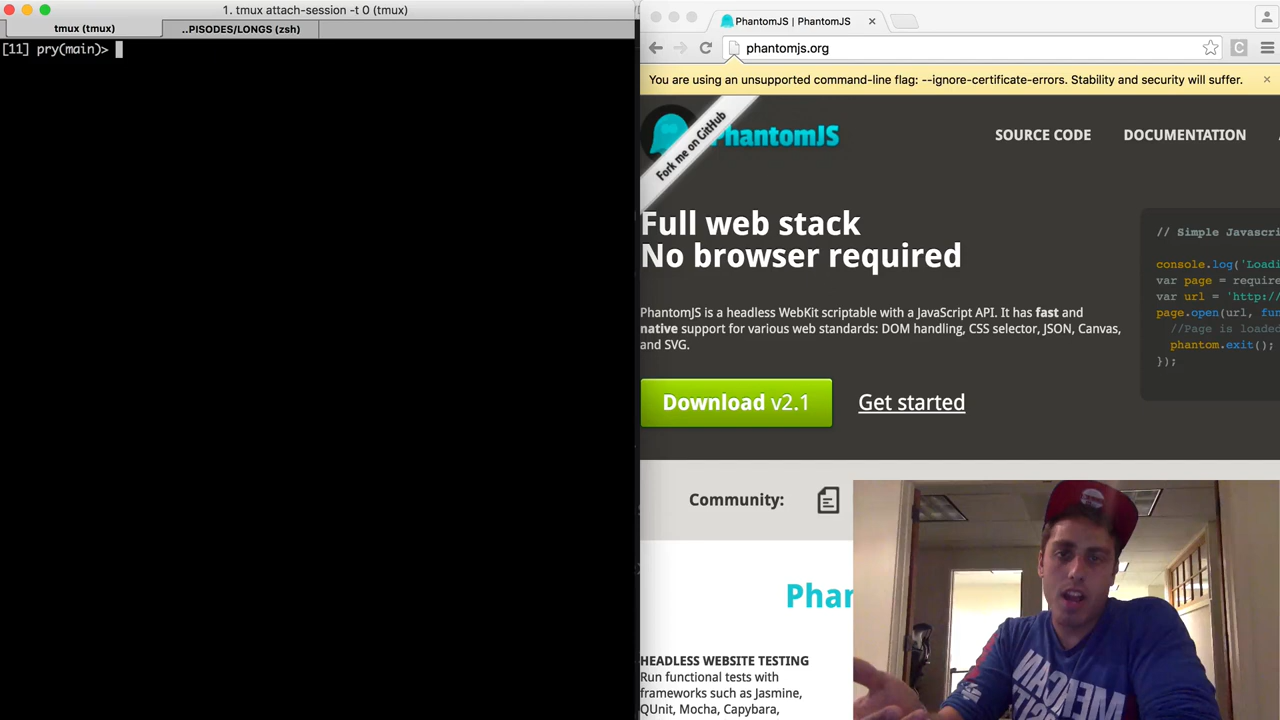 1. tmux attach-session -t 0 (tmux)
tmux (tmux)
..PISODES/LONGS (zsh)
[11] pry(main)>
PhantomJS | PhantomJS
phantomjs.org
You are using an unsupported command-line flag: --ignore-certificate-errors. Stability and security will suffer.
Fork me on GitHub
PhantomJS
SOURCE CODE
DOCUMENTATION
Full web stack
No browser required
PhantomJS is a headless WebKit scriptable with a JavaScript API. It has fast and
native support for various web standards: DOM handling, CSS selector, JSON, Canvas,
and SVG.
Download v2.1
Get started
// Simple Javascri
console.log('Loadi
var page = require
var url = 'http:/
page.open(url, fun
//Page is loade
phantom.exit();
});
Community:
Phan
HEADLESS WEBSITE TESTING
Run functional tests with
frameworks such as Jasmine,
QUnit, Mocha, Capybara,